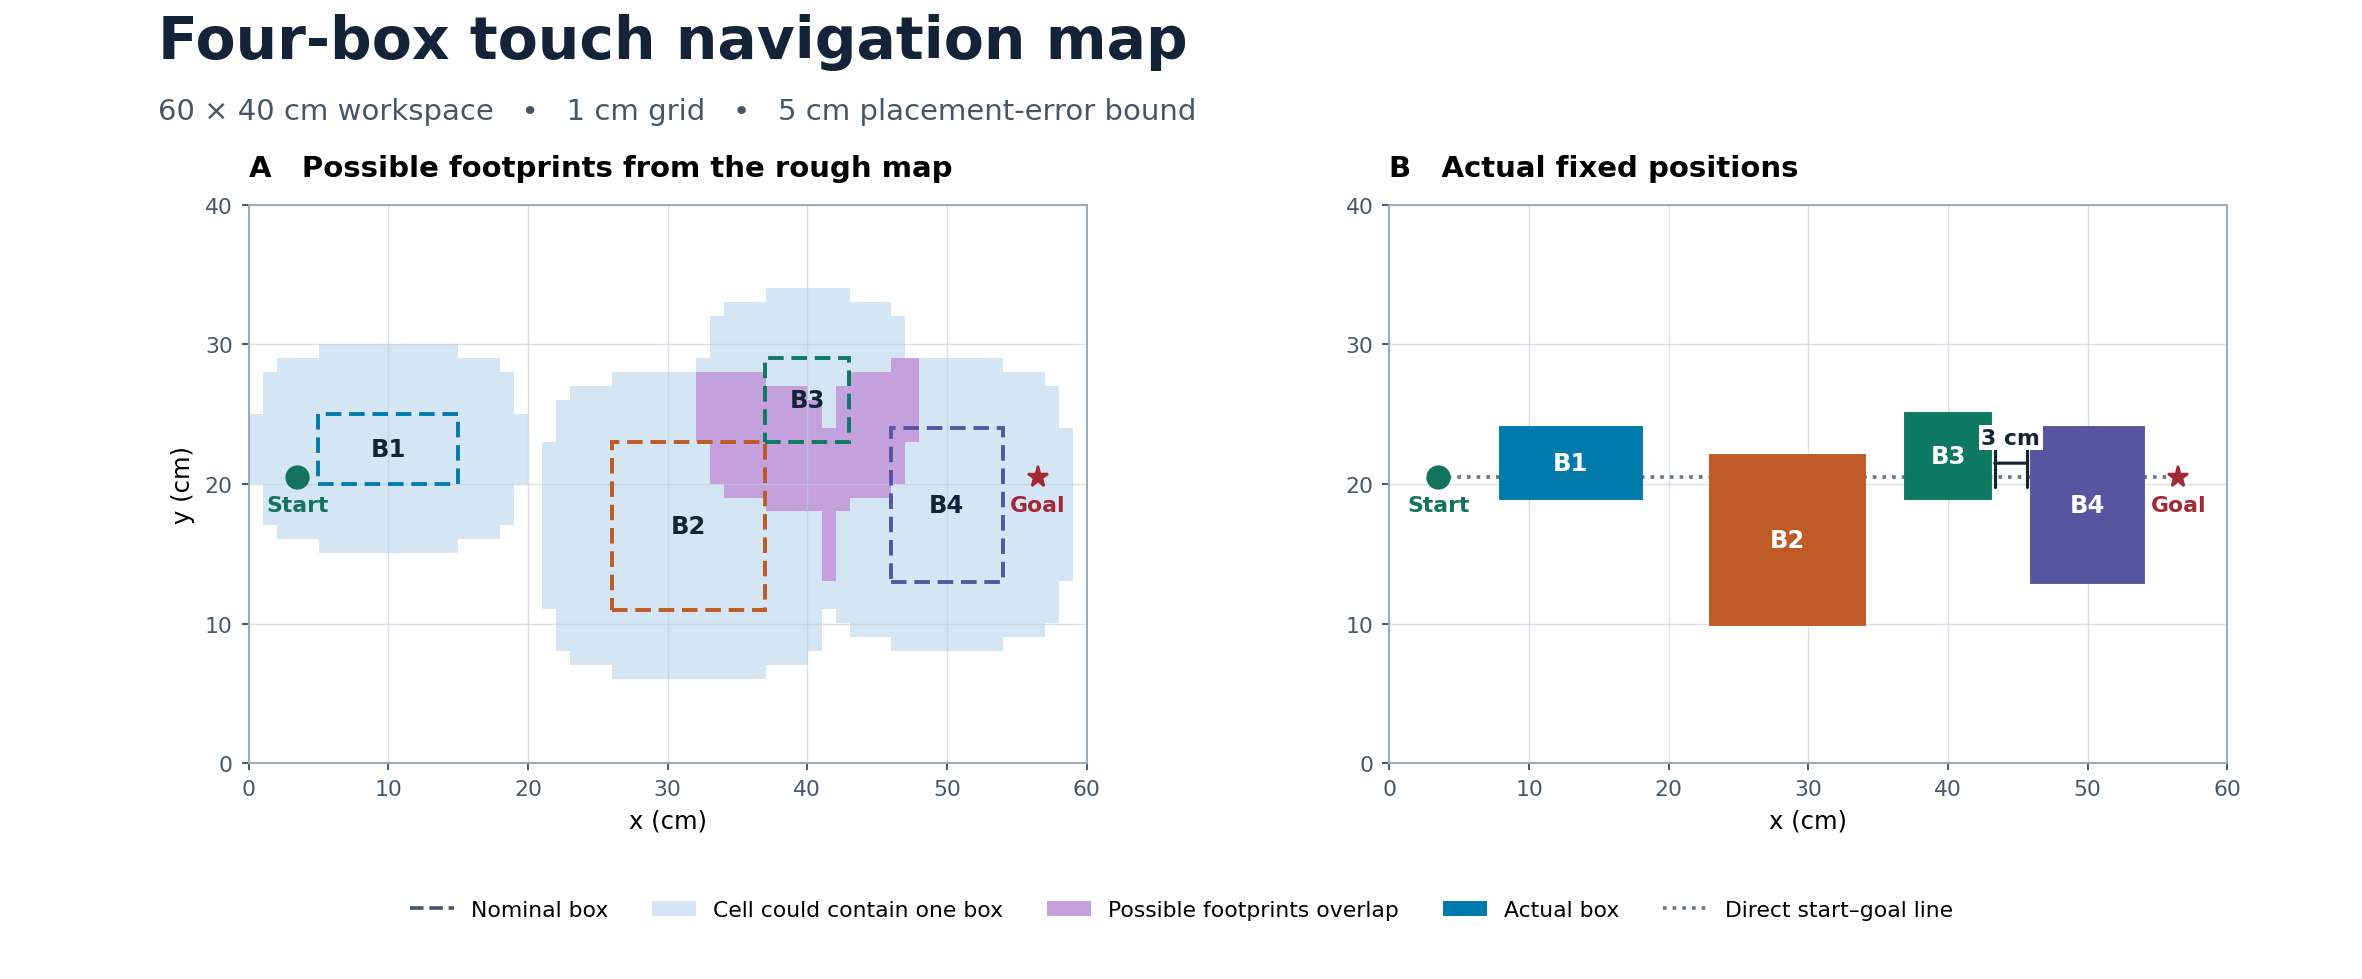 Four-box touch navigation map
60 × 40 cm workspace • 1 cm grid • 5 cm placement-error bound
A Possible footprints from the rough map
40
30
20
10
0
y (cm)
B1
B2
B3
B4
Start
Goal
0 10 20 30 40 50 60
x (cm)
B Actual fixed positions
40
30
20
10
0
B1
B2
B3
3 cm
B4
Start
Goal
0 10 20 30 40 50 60
x (cm)
Nominal box
Cell could contain one box
Possible footprints overlap
Actual box
Direct start–goal line